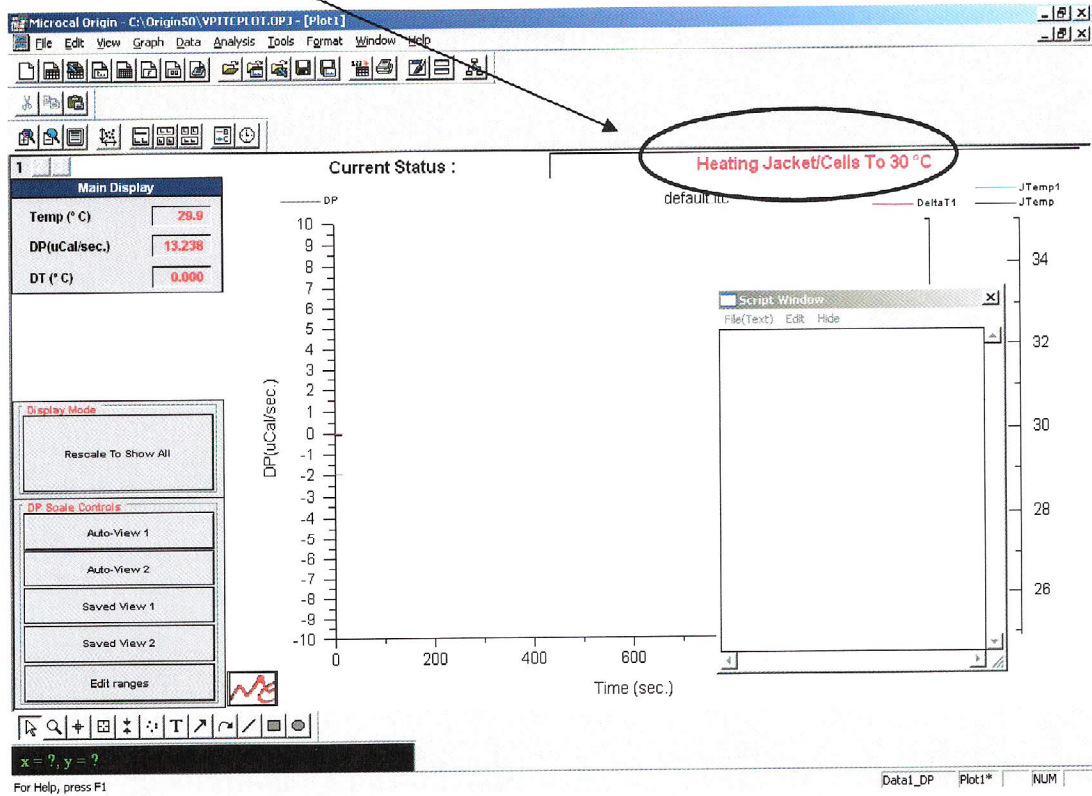 Microcal Origin - C:\Origin50\VPITCPLOT.OPJ - [Plot1]
File Edit View Graph Data Analysis Tools Format Window Help
1
Current Status :
Heating Jacket/Cells To 30 °C
Main Display
Temp (° C) 29.9
DP(uCal/sec.) 13.238
DT (° C) 0.000
DP
default itc
DeltaT1
JTemp1
JTemp
10
9
8
7
6
5
4
3
2
1
0
-1
-2
-3
-4
-5
-6
-7
-8
-9
-10
DP(uCal/sec.)
0 200 400 600
Time (sec.)
34
32
30
28
26
Script Window
File(Text) Edit Hide
Display Mode
Rescale To Show All
DP Scale Controls
Auto-View 1
Auto-View 2
Saved View 1
Saved View 2
Edit ranges
T
x = ?, y = ?
For Help, press F1
Data1_DP Plot1* NUM